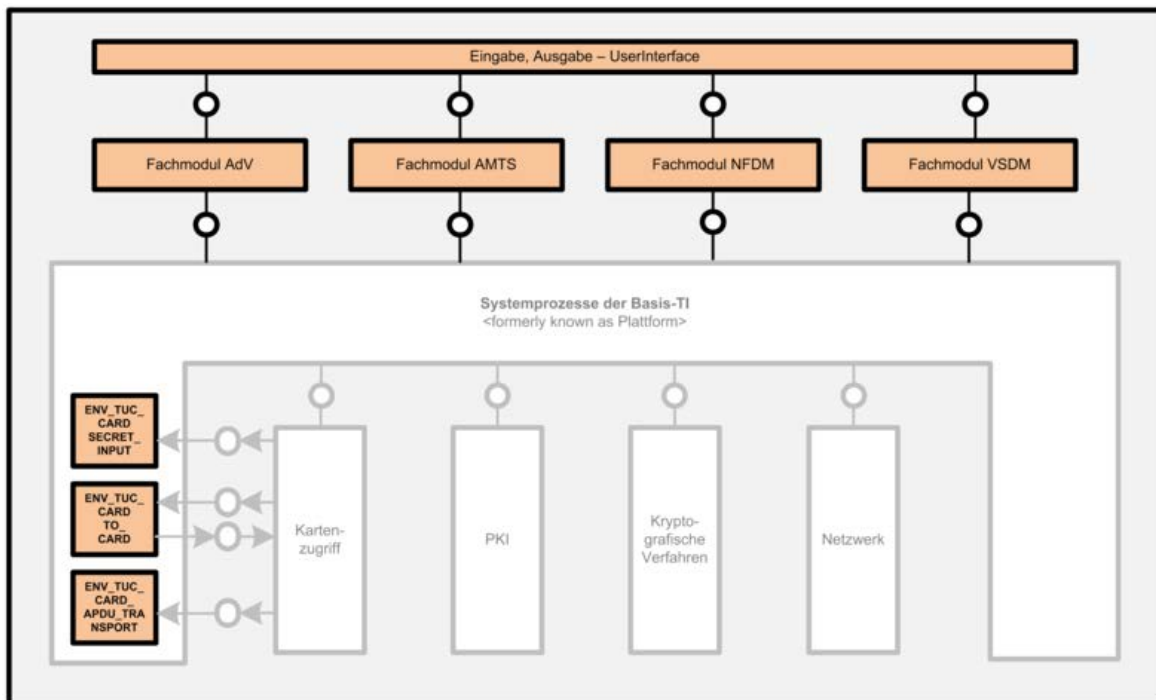 Eingabe, Ausgabe – UserInterface
Fachmodul AdV
Fachmodul AMTS
Fachmodul NFDM
Fachmodul VSDM
Systemprozesse der Basis-TI
<formerly known as Plattform>
ENV_TUC_
CARD
SECRET_
INPUT
ENV_TUC_
CARD
TO_
CARD
ENV_TUC_
CARD_
APDU_TRA
NSPORT
Karten-
zugriff
PKI
Krypto-
grafische
Verfahren
Netzwerk